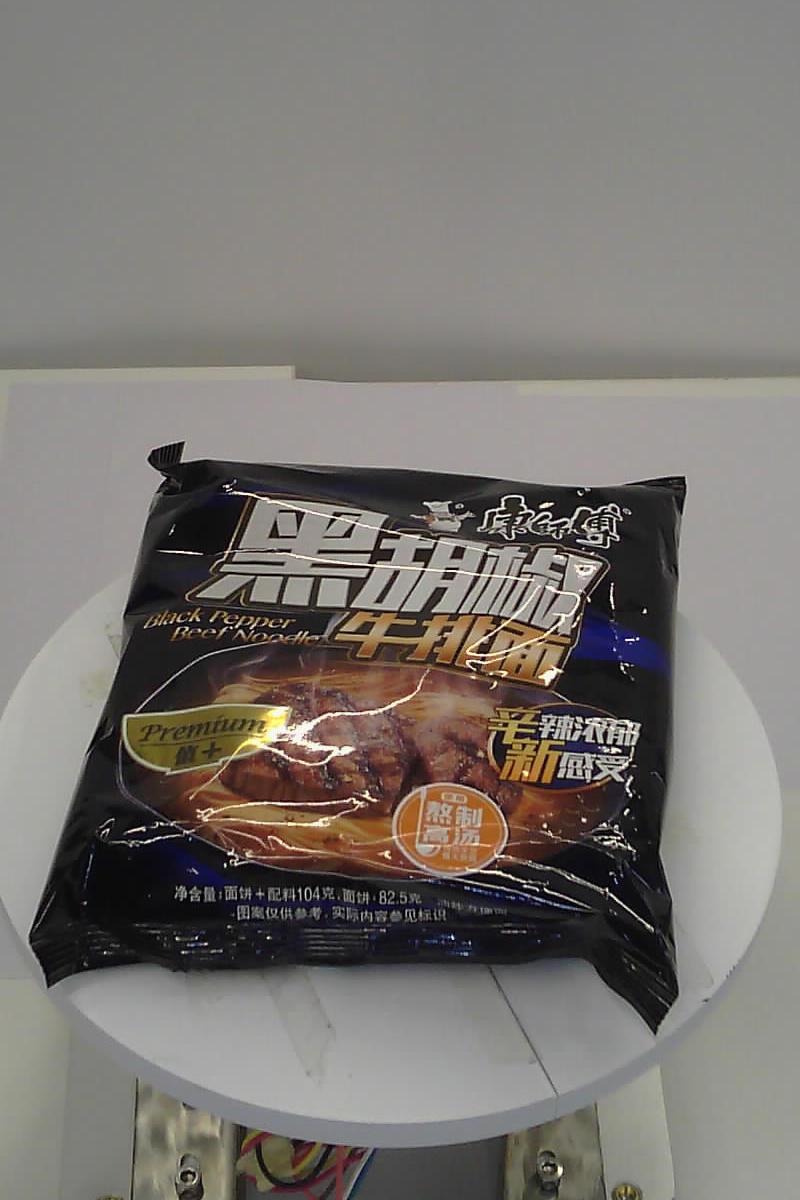 康师傅
黑胡椒
牛排面
Black Pepper
Beef Noodle
Premium
值+
辛辣浓郁
新感受
熬制
高汤
净含量:面饼+配料104克,面饼:82.5克
图案仅供参考,实际内容参见标识